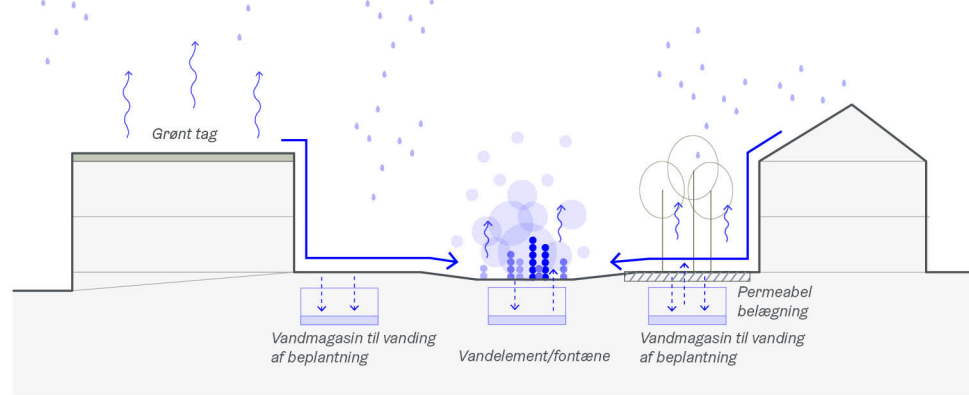 Grønt tag
Permeabel
belægning
Vandmagasin til vanding
af beplantning
Vandelement/fontæne
Vandmagasin til vanding
af beplantning